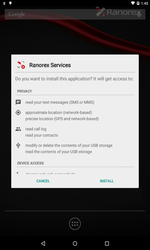 1:45
Google
Ranorex
Ranorex Services
Do you want to install this application? It will get access to:
PRIVACY
read your text messages (SMS or MMS)
approximate location (network-based)
precise location (GPS and network-based)
read call log
read your contacts
modify or delete the contents of your USB storage
read the contents of your USB storage
DEVICE ACCESS
CANCEL
INSTALL